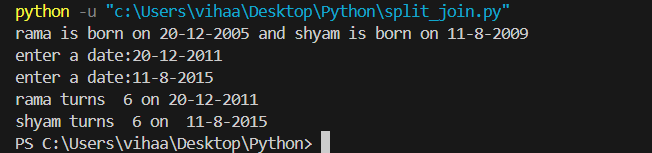 python -u "c:\Users\vihaa\Desktop\Python\split_join.py"
rama is born on 20-12-2005 and shyam is born on 11-8-2009
enter a date:20-12-2011
enter a date:11-8-2015
rama turns  6 on 20-12-2011
shyam turns  6 on  11-8-2015
PS C:\Users\vihaa\Desktop\Python>